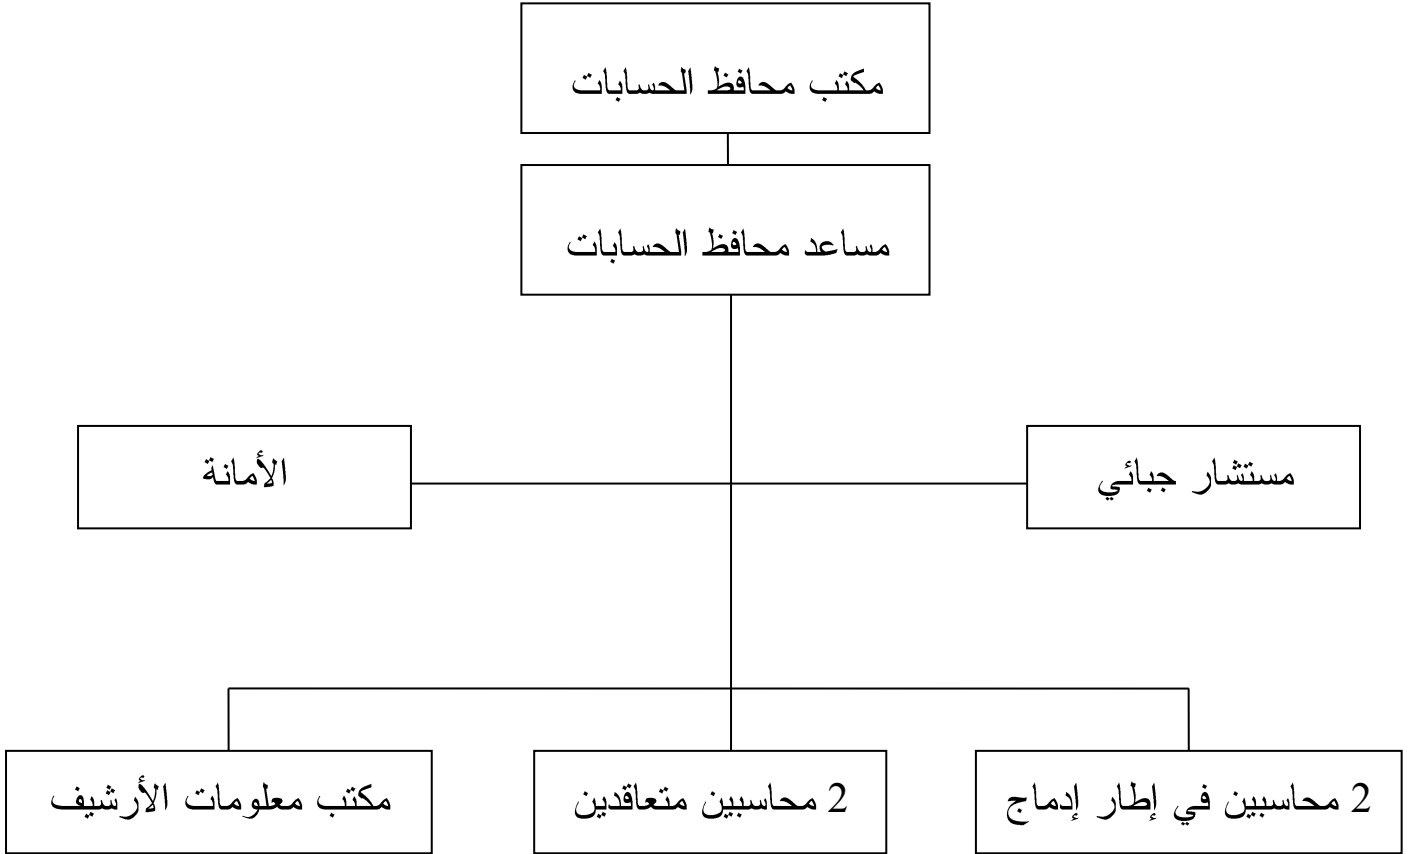 مكتب محافظ الحسابات
مساعد محافظ الحسابات
مستشار جبائي
الأمانة
2 محاسبين في إطار إدماج
2 محاسبين متعاقدين
مكتب معلومات الأرشيف